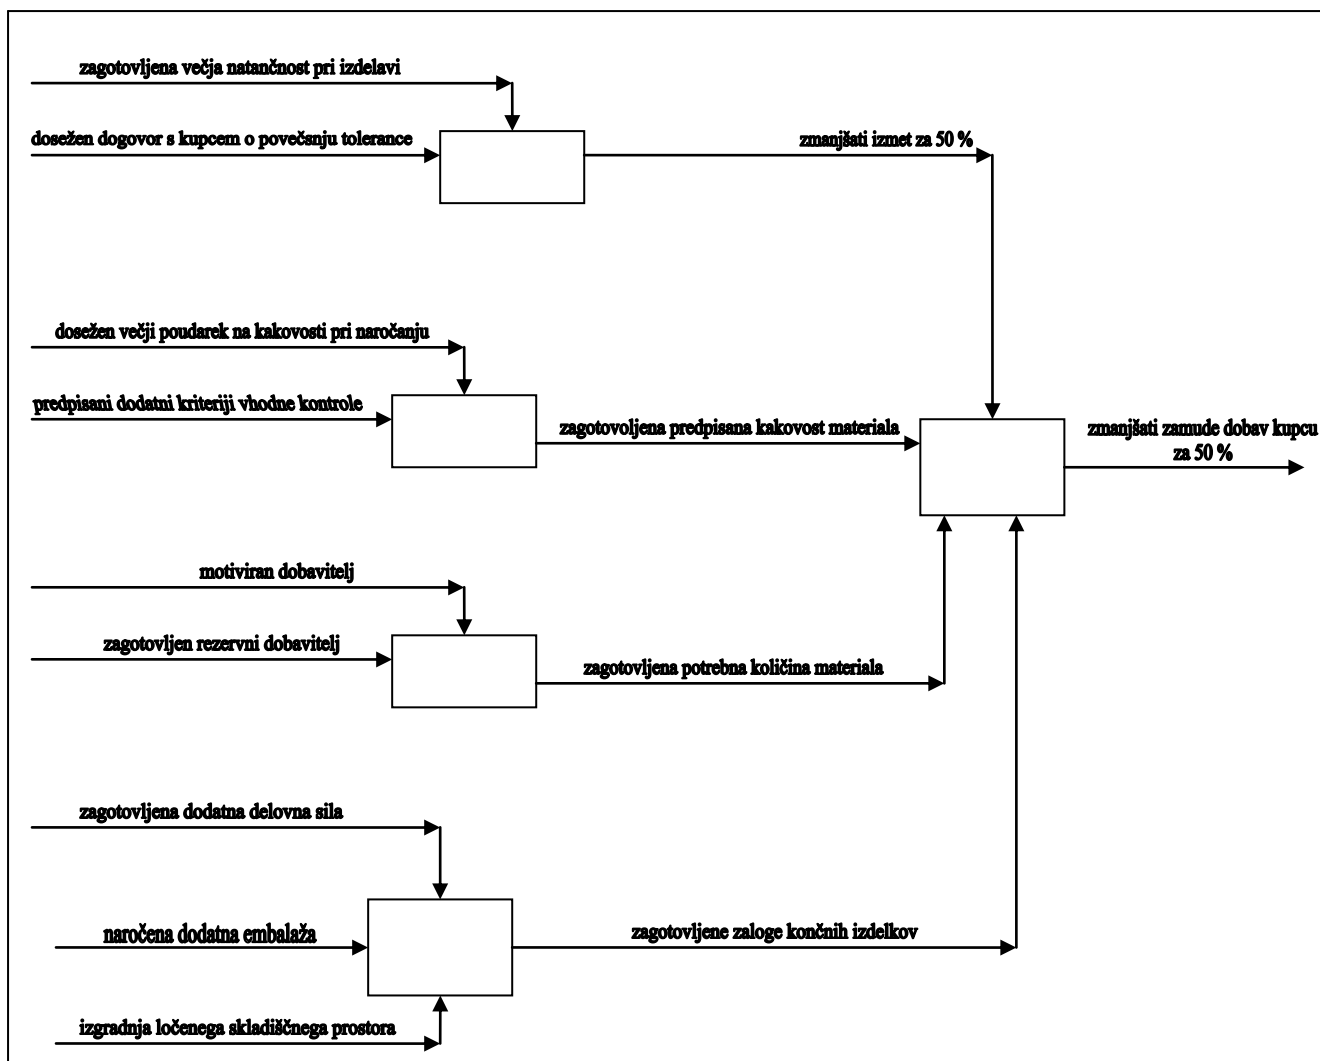 zagotovljena večja natančnost pri izdelavi
dosežen dogovor s kupcem o povečsnju tolerance
zmanjšati izmet za 50 %
dosežen večji poudarek na kakovosti pri naročanju
predpisani dodatni kriteriji vhodne kontrole
zagotovoljena predpisana kakovost materiala
zmanjšati zamude dobav kupcu
za 50 %
motiviran dobavitelj
zagotovljen rezervni dobavitelj
zagotovljena potrebna količina materiala
zagotovljena dodatna delovna sila
naročena dodatna embalaža
zagotovljene zaloge končnih izdelkov
izgradnja ločenega skladiščnega prostora